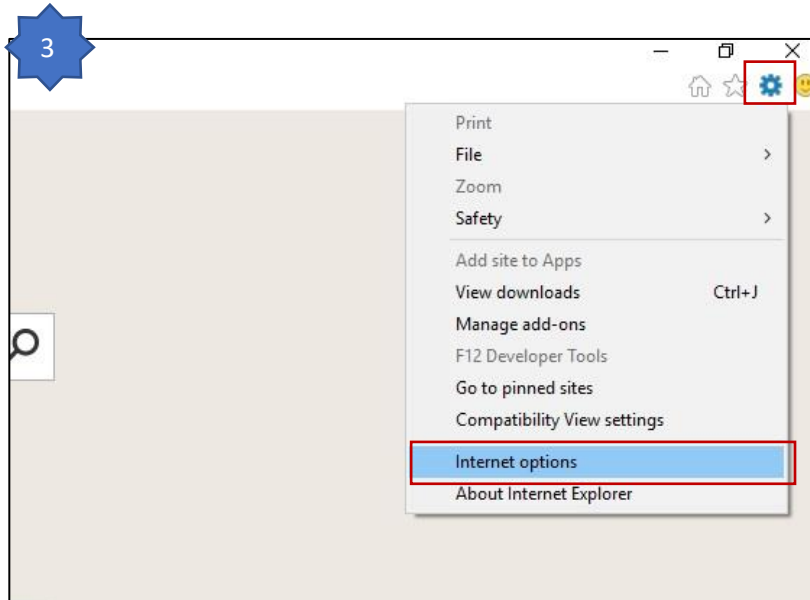 3
Print
File
Zoom
Safety
Add site to Apps
View downloads Ctrl+J
Manage add-ons
F12 Developer Tools
Go to pinned sites
Compatibility View settings
Internet options
About Internet Explorer